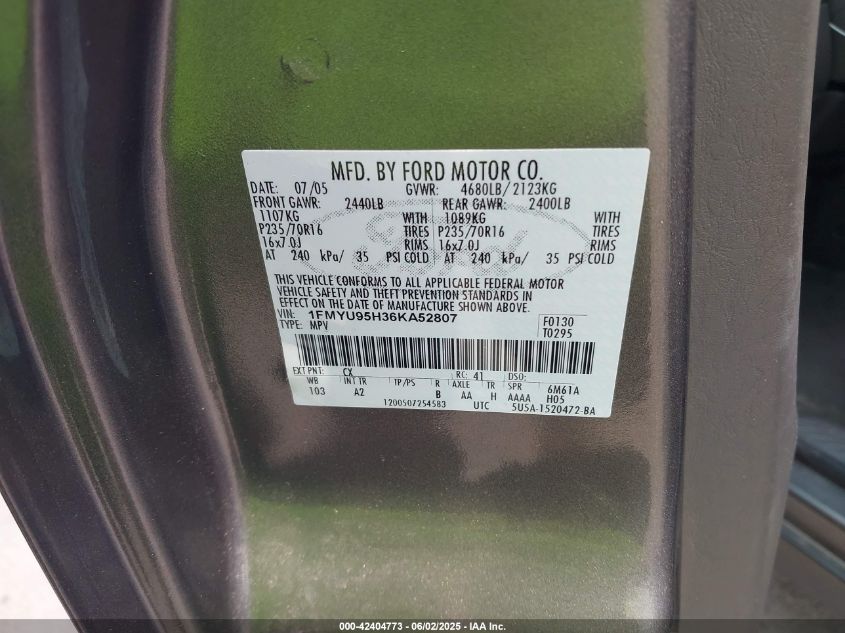 MFD. BY FORD MOTOR CO.
DATE: 07/05 GVWR: 4680LB/2123KG
FRONT GAWR: 2440LB REAR GAWR: 2400LB
1107KG WITH 1089KG WITH
P235/70R16 TIRES P235/70R16 TIRES
16x7.0J RIMS 16x7.0J RIMS
AT 240 kPa/ 35 PSI COLD AT 240 kPa/ 35 PSI COLD
THIS VEHICLE CONFORMS TO ALL APPLICABLE FEDERAL MOTOR
VEHICLE SAFETY AND THEFT PREVENTION STANDARDS IN
EFFECT ON THE DATE OF MANUFACTURE SHOWN ABOVE.
VIN: 1FMYU95H36KA52807 F0130
TYPE: MPV T0295
EXT PNT: CX RC: 41 DSO:
WB INT TR TP/PS R AXLE TR SPR 6M61A
103 A2 B AA H AAAA H05
1200507254583 UTC 5U5A-1520472-BA
Ford
000-42404773 - 06/02/2025 - IAA Inc.